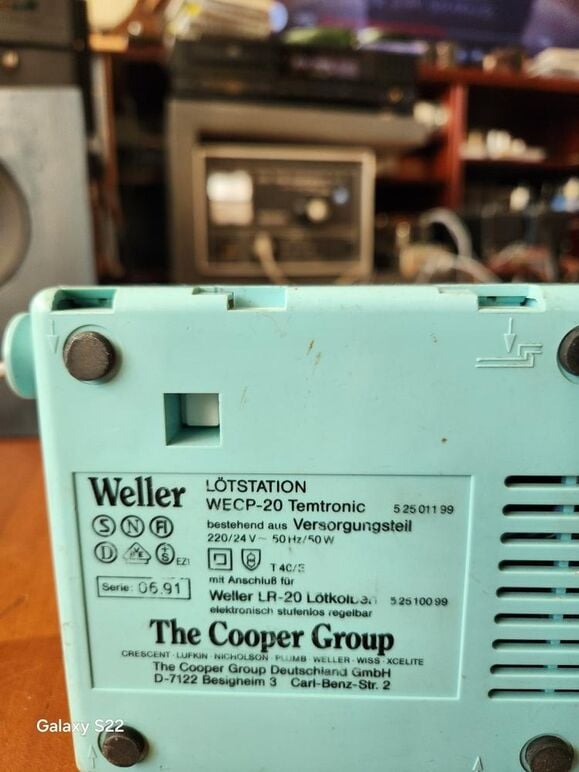 Weller
LÖTSTATION
WECP-20 Temtronic 5 25 011 99
bestehend aus Versorgungsteil
220/24 V ~ 50 Hz/50 W
S N FI
D S EZ1
T 40/E
mit Anschluß für
Serie: 06.91
Weller LR-20 Lötkolben 5 25 100 99
elektronisch stufenlos regelbar
The Cooper Group
CRESCENT · LUFKIN · NICHOLSON · PLUMB · WELLER · WISS · XCELITE
The Cooper Group Deutschland GmbH
D-7122 Besigheim 3 Carl-Benz-Str. 2
Galaxy S22